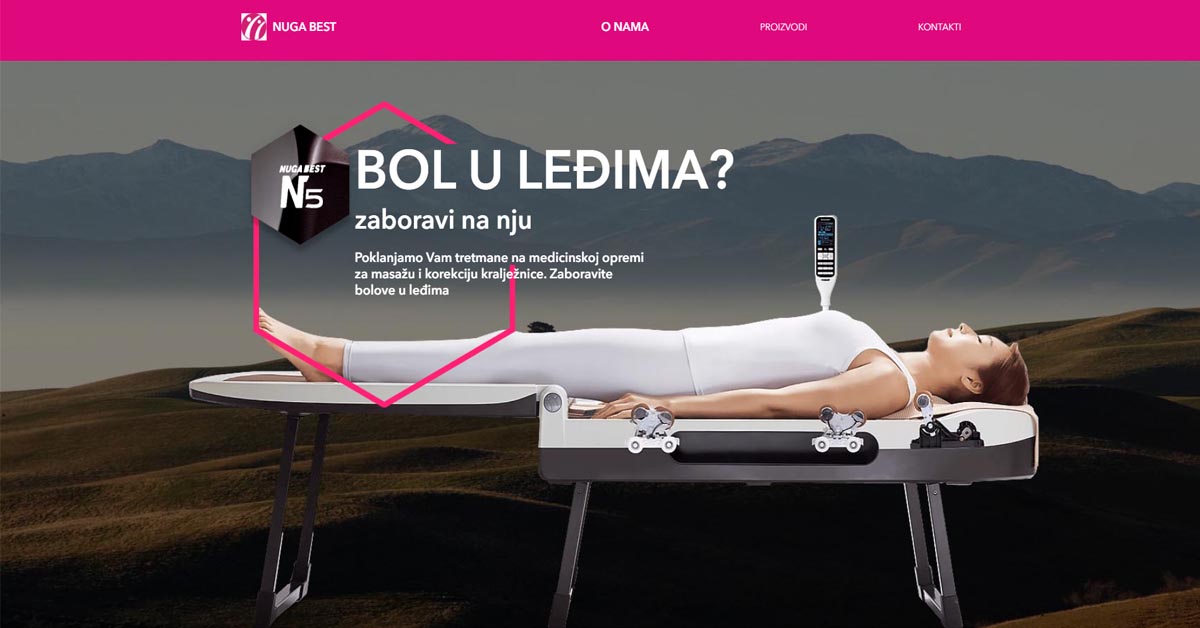 NUGA BEST
O NAMA
PROIZVODI
KONTAKTI
NUGA BEST
N5
BOL U LEĐIMA?
zaboravi na nju
Poklanjamo Vam tretmane na medicinskoj opremi
za masažu i korekciju kralježnice. Zaboravite
bolove u leđima